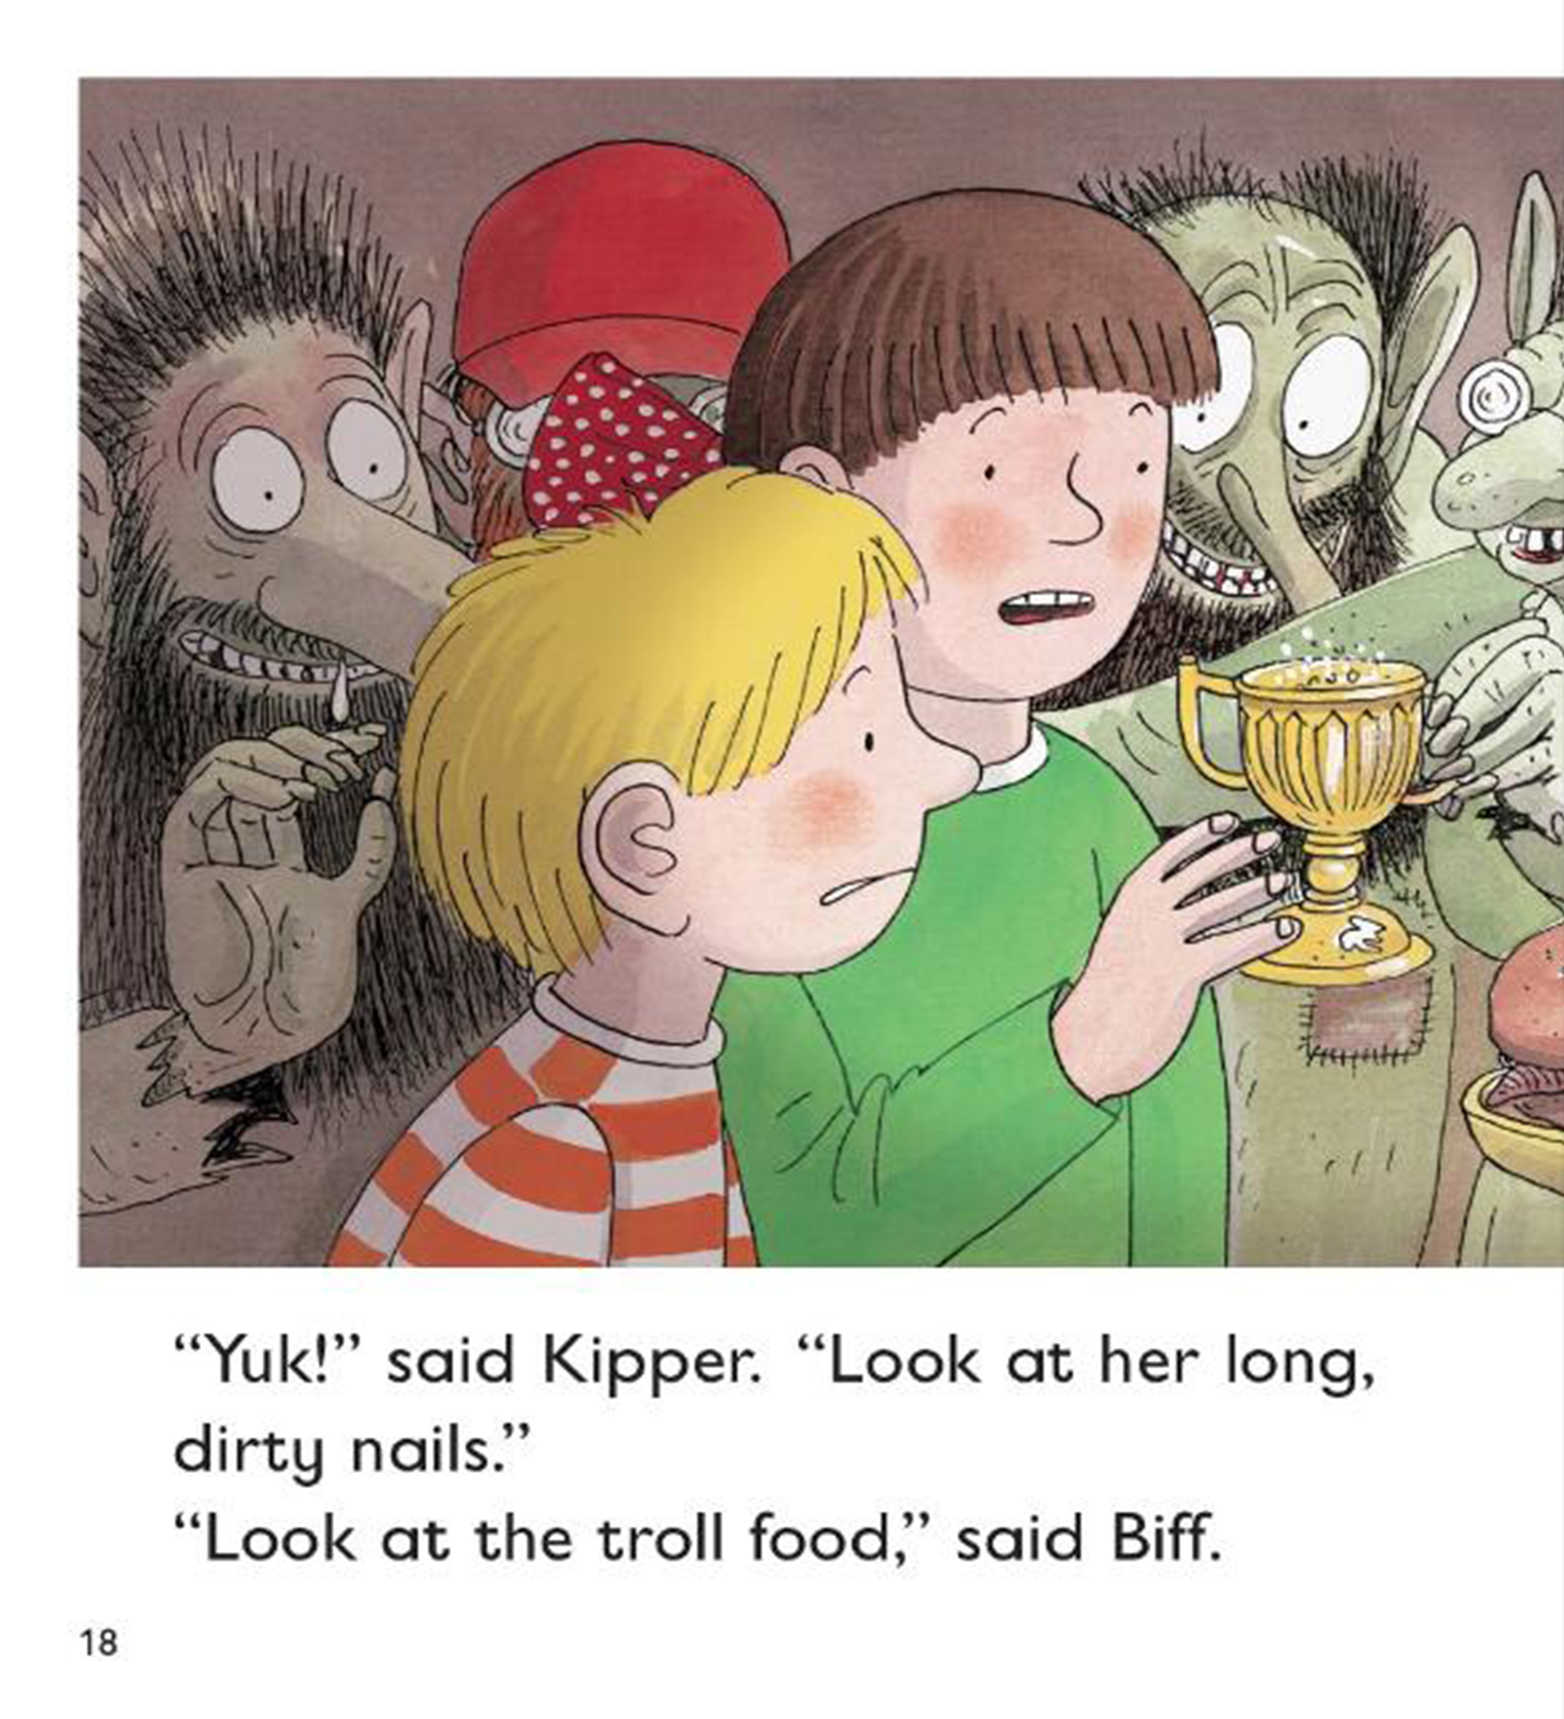 “Yuk!” said Kipper. “Look at her long,
dirty nails.”
“Look at the troll food,” said Biff.
18